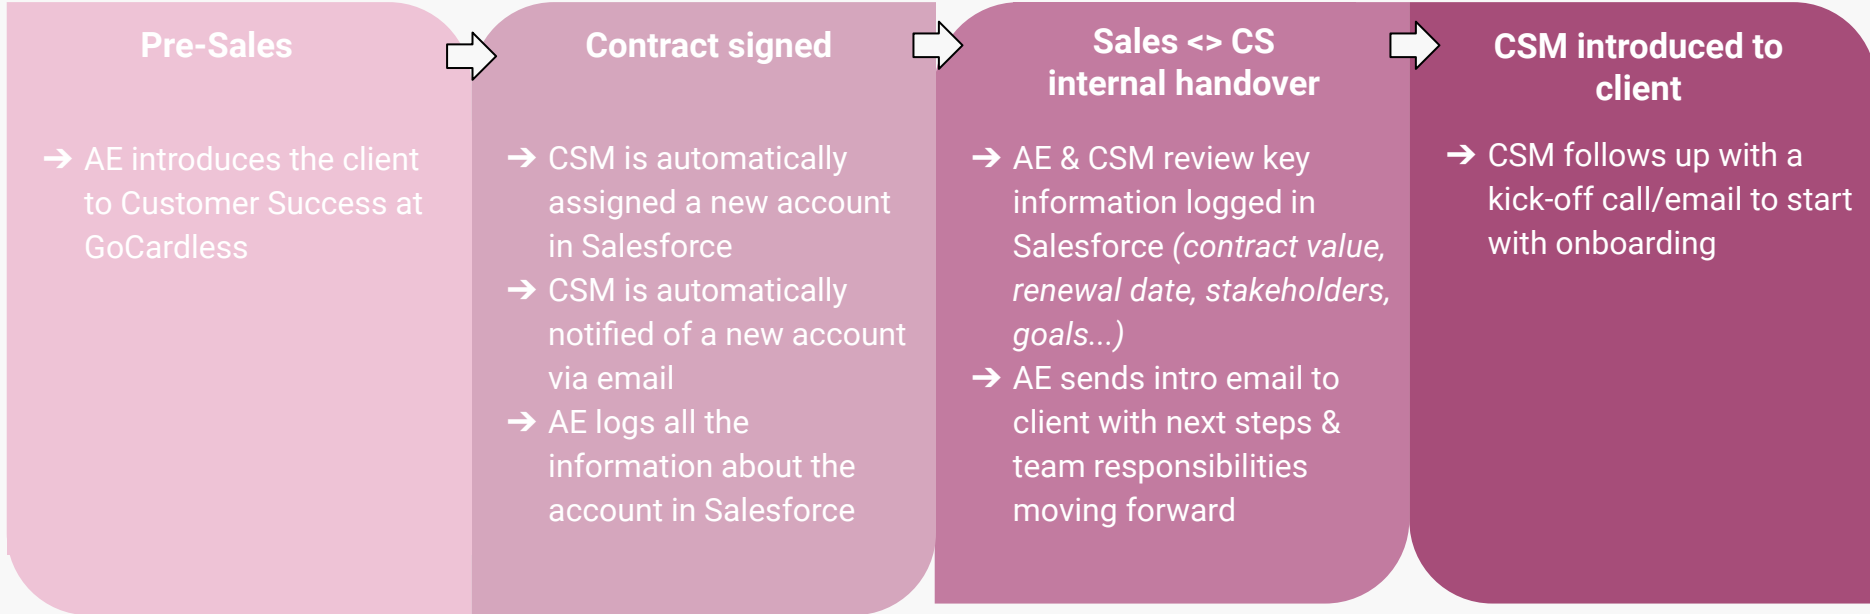 Pre-Sales
➔ AE introduces the client
to Customer Success at
GoCardless
Contract signed
➔ CSM is automatically
assigned a new account
in Salesforce
➔ CSM is automatically
notified of a new account
via email
➔ AE logs all the
information about the
account in Salesforce
Sales <> CS
internal handover
➔ AE & CSM review key
information logged in
Salesforce (contract value,
renewal date, stakeholders,
goals...)
➔ AE sends intro email to
client with next steps &
team responsibilities
moving forward
CSM introduced to
client
➔ CSM follows up with a
kick-off call/email to start
with onboarding